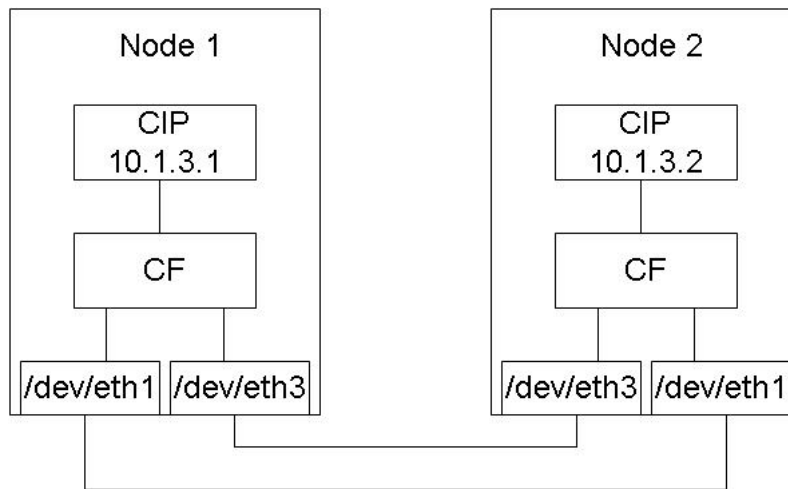 Node 1
CIP
10.1.3.1
CF
/dev/eth1
/dev/eth3
Node 2
CIP
10.1.3.2
CF
/dev/eth3
/dev/eth1